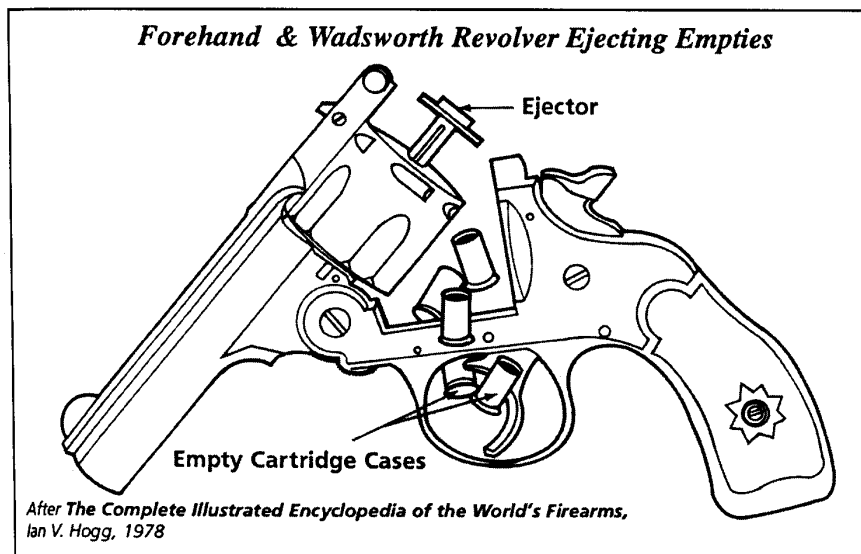 Forehand & Wadsworth Revolver Ejecting Empties
Ejector
Empty Cartridge Cases
After The Complete Illustrated Encyclopedia of the World's Firearms,
Ian V. Hogg, 1978